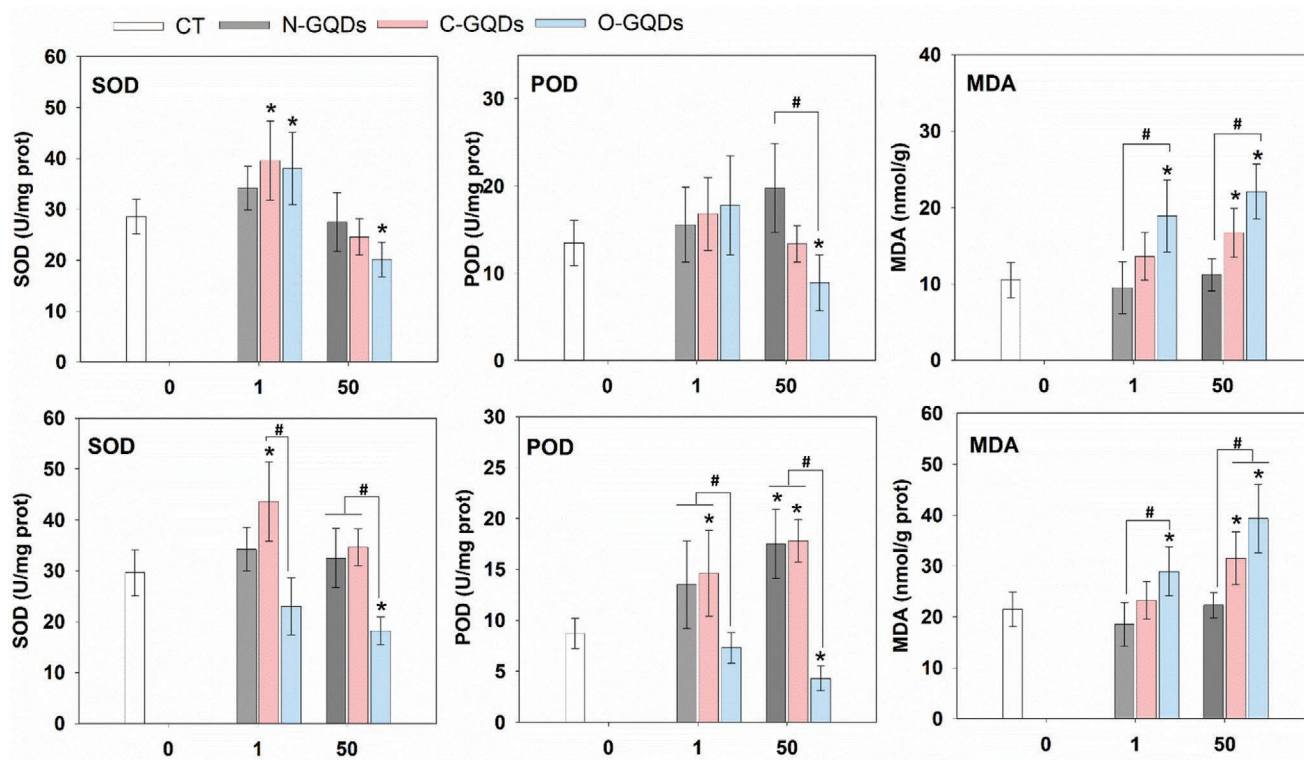 CT N-GQDs C-GQDs O-GQDs
SOD
SOD (U/mg prot)
60
50
40
30
20
10
0
* * *
0 1 50
POD
POD (U/mg prot)
30
20
10
0
#
*
0 1 50
MDA
MDA (nmol/g)
40
30
20
10
0
# #
* * *
0 1 50
SOD
SOD (U/mg prot)
60
50
40
30
20
10
0
# #
* *
0 1 50
POD
POD (U/mg prot)
30
25
20
15
10
5
0
# #
* * * *
0 1 50
MDA
MDA (nmol/g prot)
60
50
40
30
20
10
0
# #
* * *
0 1 50